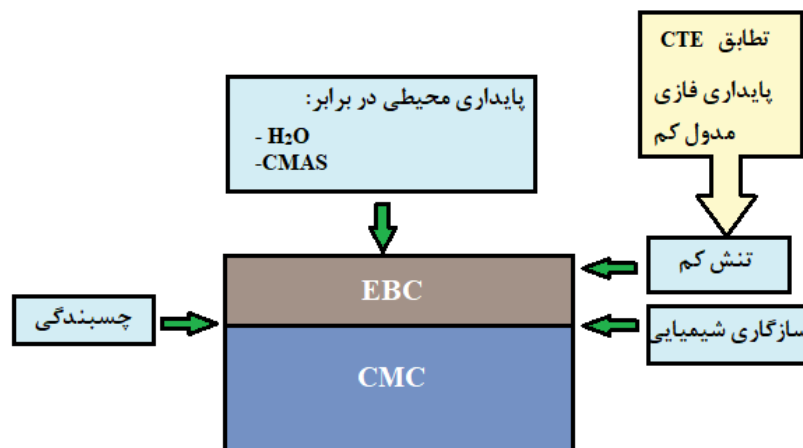 تطابق CTE
پایداری فازی
مدول کم
پایداری محیطی در برابر:
- H₂O
-CMAS
تنش کم
EBC
چسبندگی
سازگاری شیمیایی
CMC